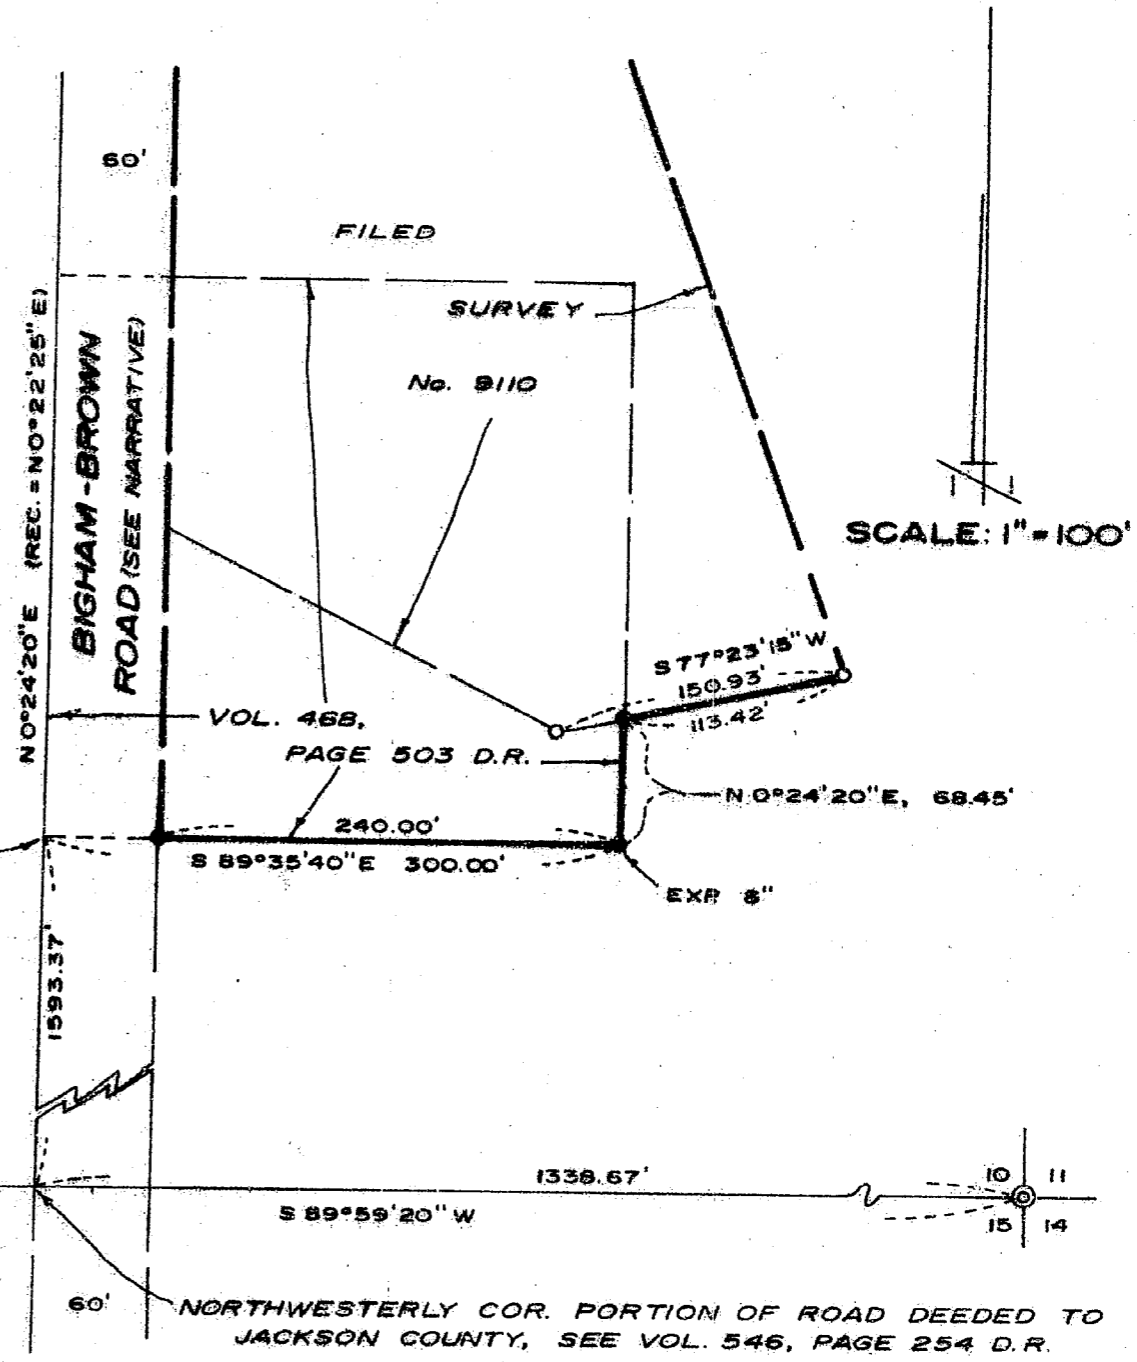 60'
FILED
SURVEY
No. 9110
N 0°24'20" E (REC. = N 0°22'25" E)
BIGHAM-BROWN
ROAD (SEE NARRATIVE)
1 1
SCALE: 1" = 100'
S 77°23'15" W
150.93'
113.42'
VOL. 468,
PAGE 503 D.R.
N 0°24'20" E, 68.45'
240.00'
S 89°35'40" E 300.00'
EXP. 8"
1593.37'
1338.67'
S 89°59'20" W
10 11
15 14
60'
NORTHWESTERLY COR. PORTION OF ROAD DEEDED TO
JACKSON COUNTY, SEE VOL. 546, PAGE 254 D.R.